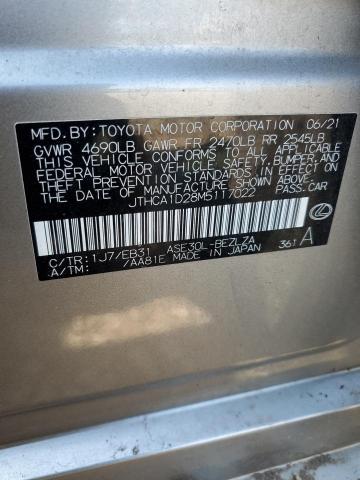 MFD. BY: TOYOTA MOTOR CORPORATION 06/21
GVWR 4690LB GAWR FR 2470LB RR 2545LB
THIS VEHICLE CONFORMS TO ALL APPLICABLE
FEDERAL MOTOR VEHICLE SAFETY, BUMPER, AND
THEFT PREVENTION STANDARDS IN EFFECT ON
THE DATE OF MANUFACTURE SHOWN ABOVE.
JTHCA1D28M5117022 PASS.CAR
C/TR: 1J7/EB31 ASE30L-BEZLZA 361 A
A/TM: /AA81E MADE IN JAPAN